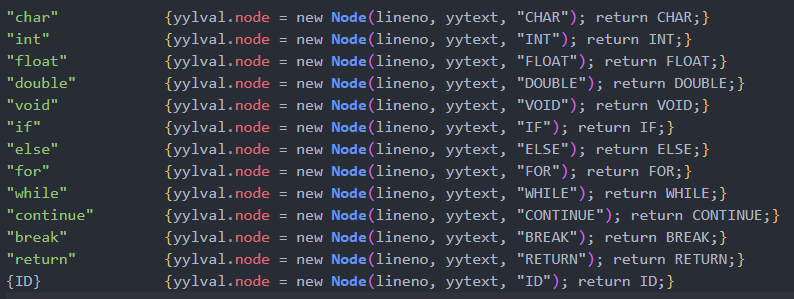 "char" {yylval.node = new Node(lineno, yytext, "CHAR"); return CHAR;}
"int" {yylval.node = new Node(lineno, yytext, "INT"); return INT;}
"float" {yylval.node = new Node(lineno, yytext, "FLOAT"); return FLOAT;}
"double" {yylval.node = new Node(lineno, yytext, "DOUBLE"); return DOUBLE;}
"void" {yylval.node = new Node(lineno, yytext, "VOID"); return VOID;}
"if" {yylval.node = new Node(lineno, yytext, "IF"); return IF;}
"else" {yylval.node = new Node(lineno, yytext, "ELSE"); return ELSE;}
"for" {yylval.node = new Node(lineno, yytext, "FOR"); return FOR;}
"while" {yylval.node = new Node(lineno, yytext, "WHILE"); return WHILE;}
"continue" {yylval.node = new Node(lineno, yytext, "CONTINUE"); return CONTINUE;}
"break" {yylval.node = new Node(lineno, yytext, "BREAK"); return BREAK;}
"return" {yylval.node = new Node(lineno, yytext, "RETURN"); return RETURN;}
{ID} {yylval.node = new Node(lineno, yytext, "ID"); return ID;}